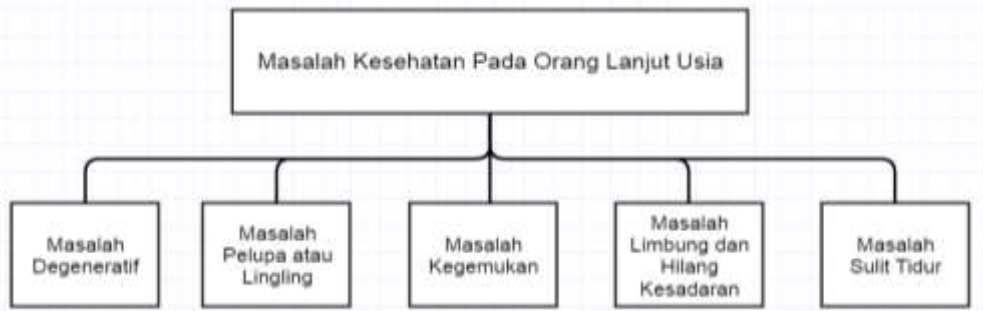 Masalah Kesehatan Pada Orang Lanjut Usia
Masalah
Degeneratif
Masalah
Pelupa atau
Lingling
Masalah
Kegemukan
Masalah
Limbung dan
Hilang
Kesadaran
Masalah
Sulit Tidur